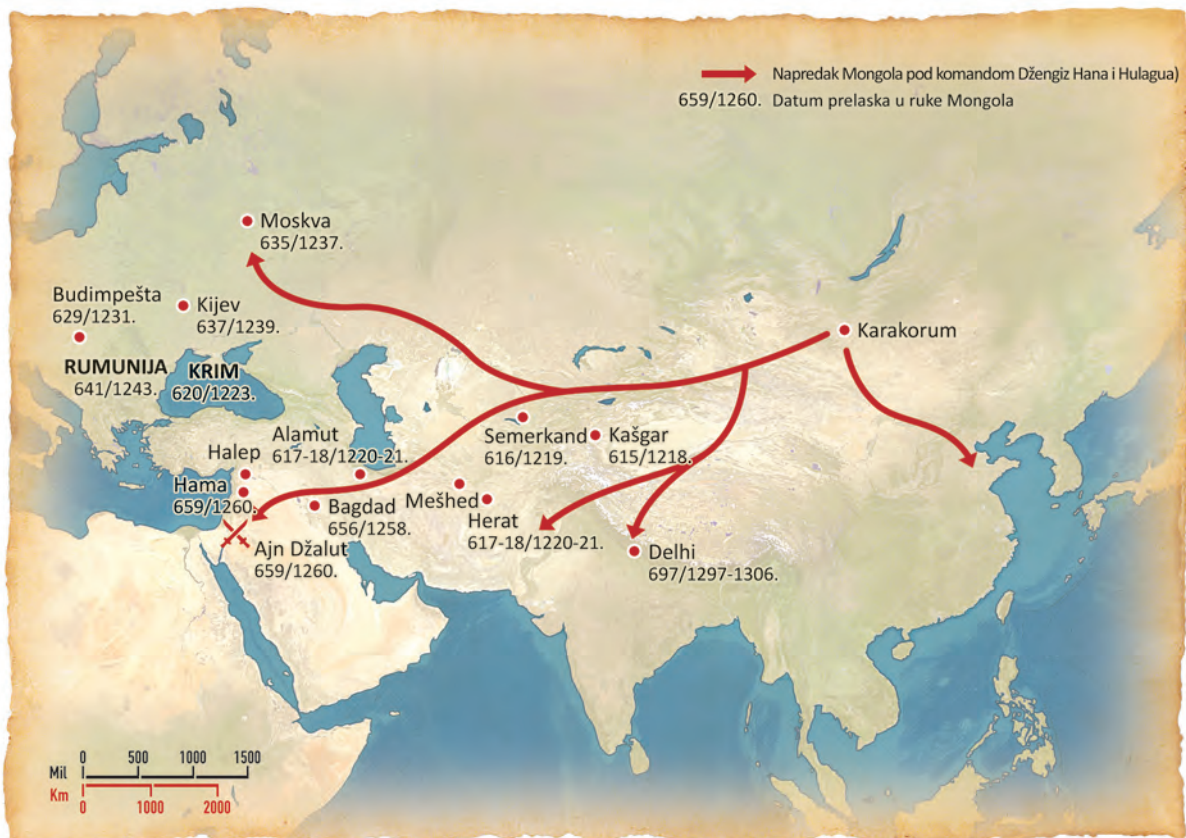 Napredak Mongola pod komandom Džengiz Hana i Hulagua)
659/1260. Datum prelaska u ruke Mongola
Moskva
635/1237.
Budimpešta
629/1231.
Kijev
637/1239.
Karakorum
RUMUNIJA
641/1243.
KRIM
620/1223.
Alamut
617-18/1220-21.
Semerkand
616/1219.
Kašgar
615/1218.
Halep
Hama
659/1260.
Bagdad
656/1258.
Mešhed
Herat
617-18/1220-21.
Ajn Džalut
659/1260.
Delhi
697/1297-1306.
Mil 0 500 1000 1500
Km 0 1000 2000